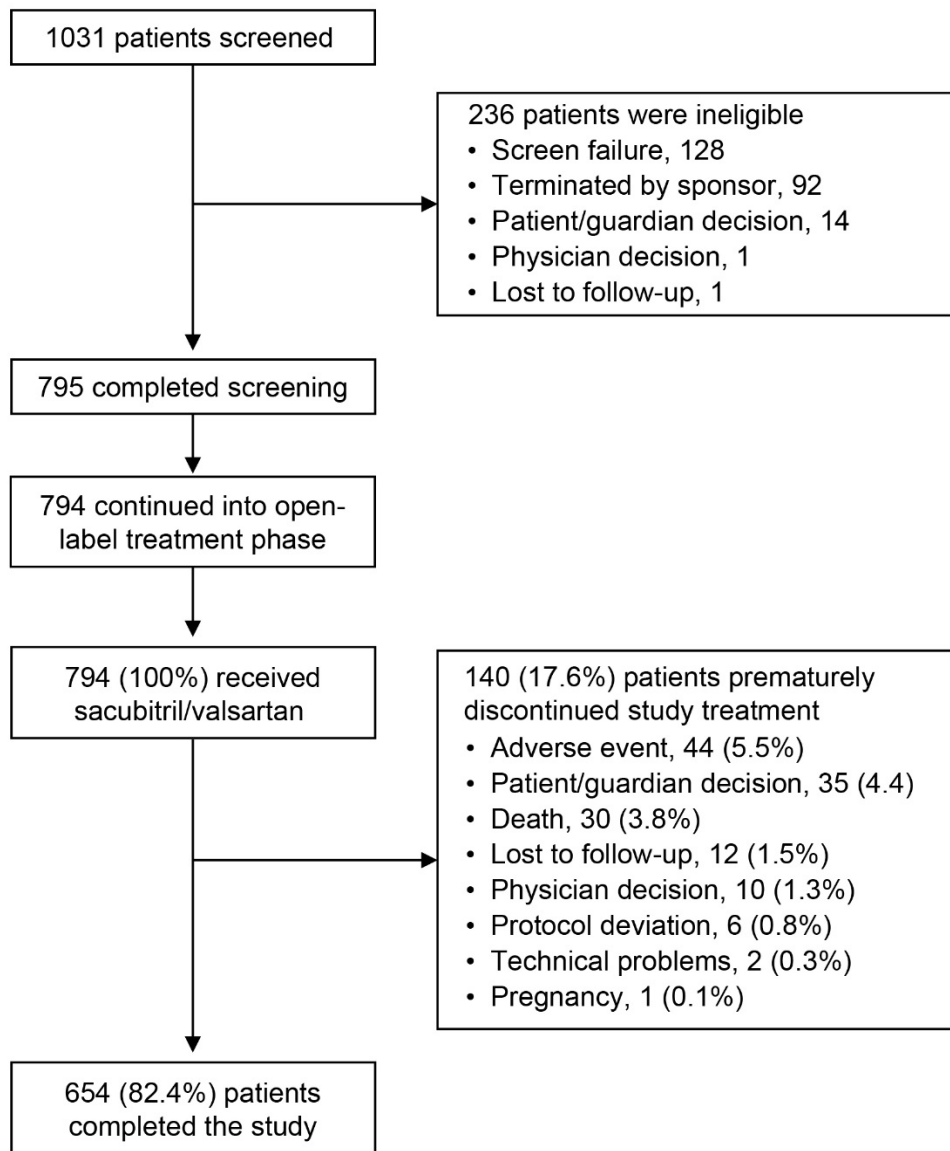 1031 patients screened
236 patients were ineligible
• Screen failure, 128
• Terminated by sponsor, 92
• Patient/guardian decision, 14
• Physician decision, 1
• Lost to follow-up, 1
795 completed screening
794 continued into open-
label treatment phase
794 (100%) received
sacubitril/valsartan
140 (17.6%) patients prematurely
discontinued study treatment
• Adverse event, 44 (5.5%)
• Patient/guardian decision, 35 (4.4)
• Death, 30 (3.8%)
• Lost to follow-up, 12 (1.5%)
• Physician decision, 10 (1.3%)
• Protocol deviation, 6 (0.8%)
• Technical problems, 2 (0.3%)
• Pregnancy, 1 (0.1%)
654 (82.4%) patients
completed the study